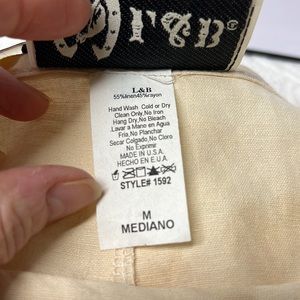 L&B
55%linen45%rayon
Hand Wash Cold or Dry
Clean Only,No Iron
Hang Dry,No Bleach
Lavar a Mano en Agua
Fria,No Planchar
Secar Colgado,No Cloro
No Exprimir
MADE IN U.S.A.
HECHO EN E.U.A.
STYLE# 1592
M
MEDIANO